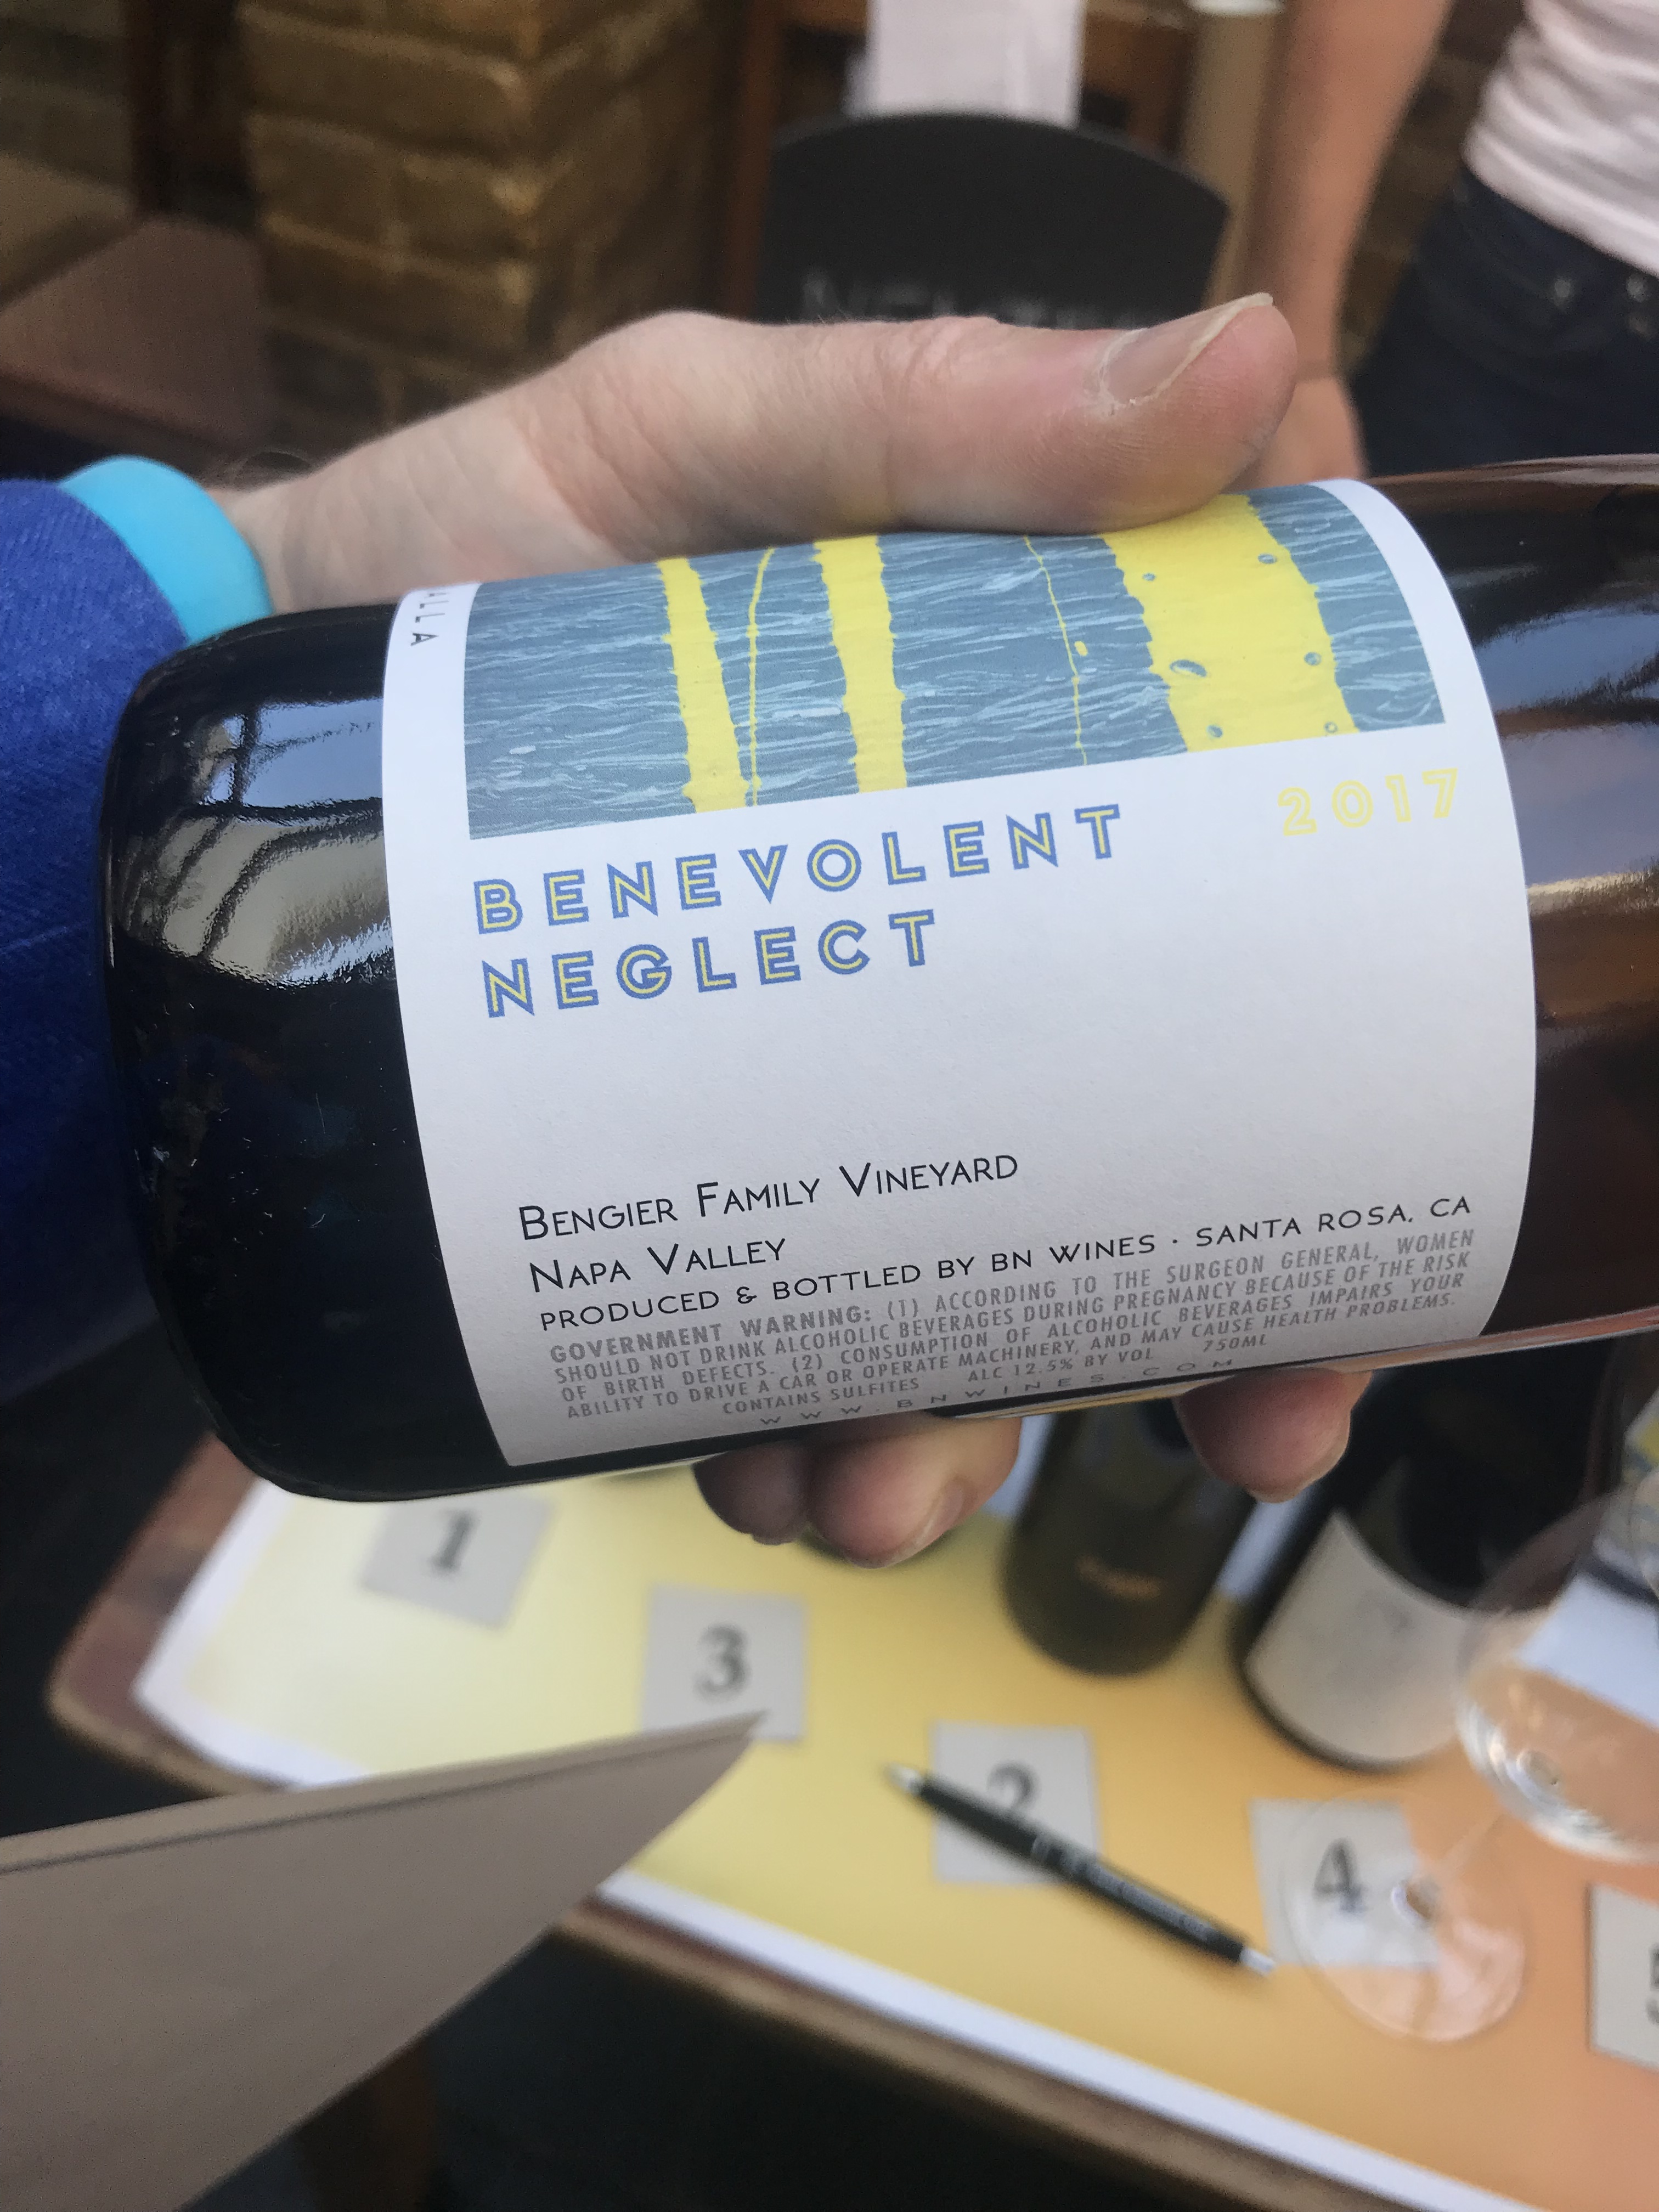 ALLA
2017
BENEVOLENT
NEGLECT
BENGIER FAMILY VINEYARD
NAPA VALLEY
PRODUCED & BOTTLED BY BN WINES · SANTA ROSA, CA
GOVERNMENT WARNING: (1) ACCORDING TO THE SURGEON GENERAL, WOMEN
SHOULD NOT DRINK ALCOHOLIC BEVERAGES DURING PREGNANCY BECAUSE OF THE RISK
OF BIRTH DEFECTS. (2) CONSUMPTION OF ALCOHOLIC BEVERAGES IMPAIRS YOUR
ABILITY TO DRIVE A CAR OR OPERATE MACHINERY, AND MAY CAUSE HEALTH PROBLEMS.
CONTAINS SULFITES ALC 12.5% BY VOL 750ML
WWW.BNWINES.COM
1
3
2
4
5